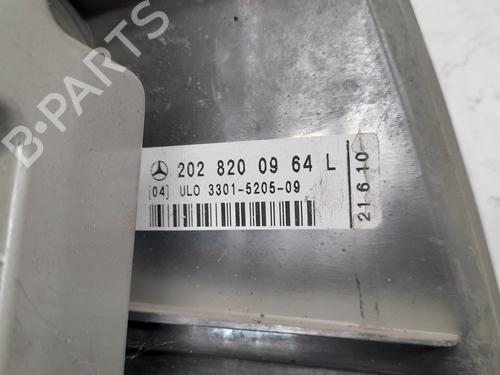 B-PARTS
202 820 09 64 L
[04] ULO 3301-5205-09
21.6.10